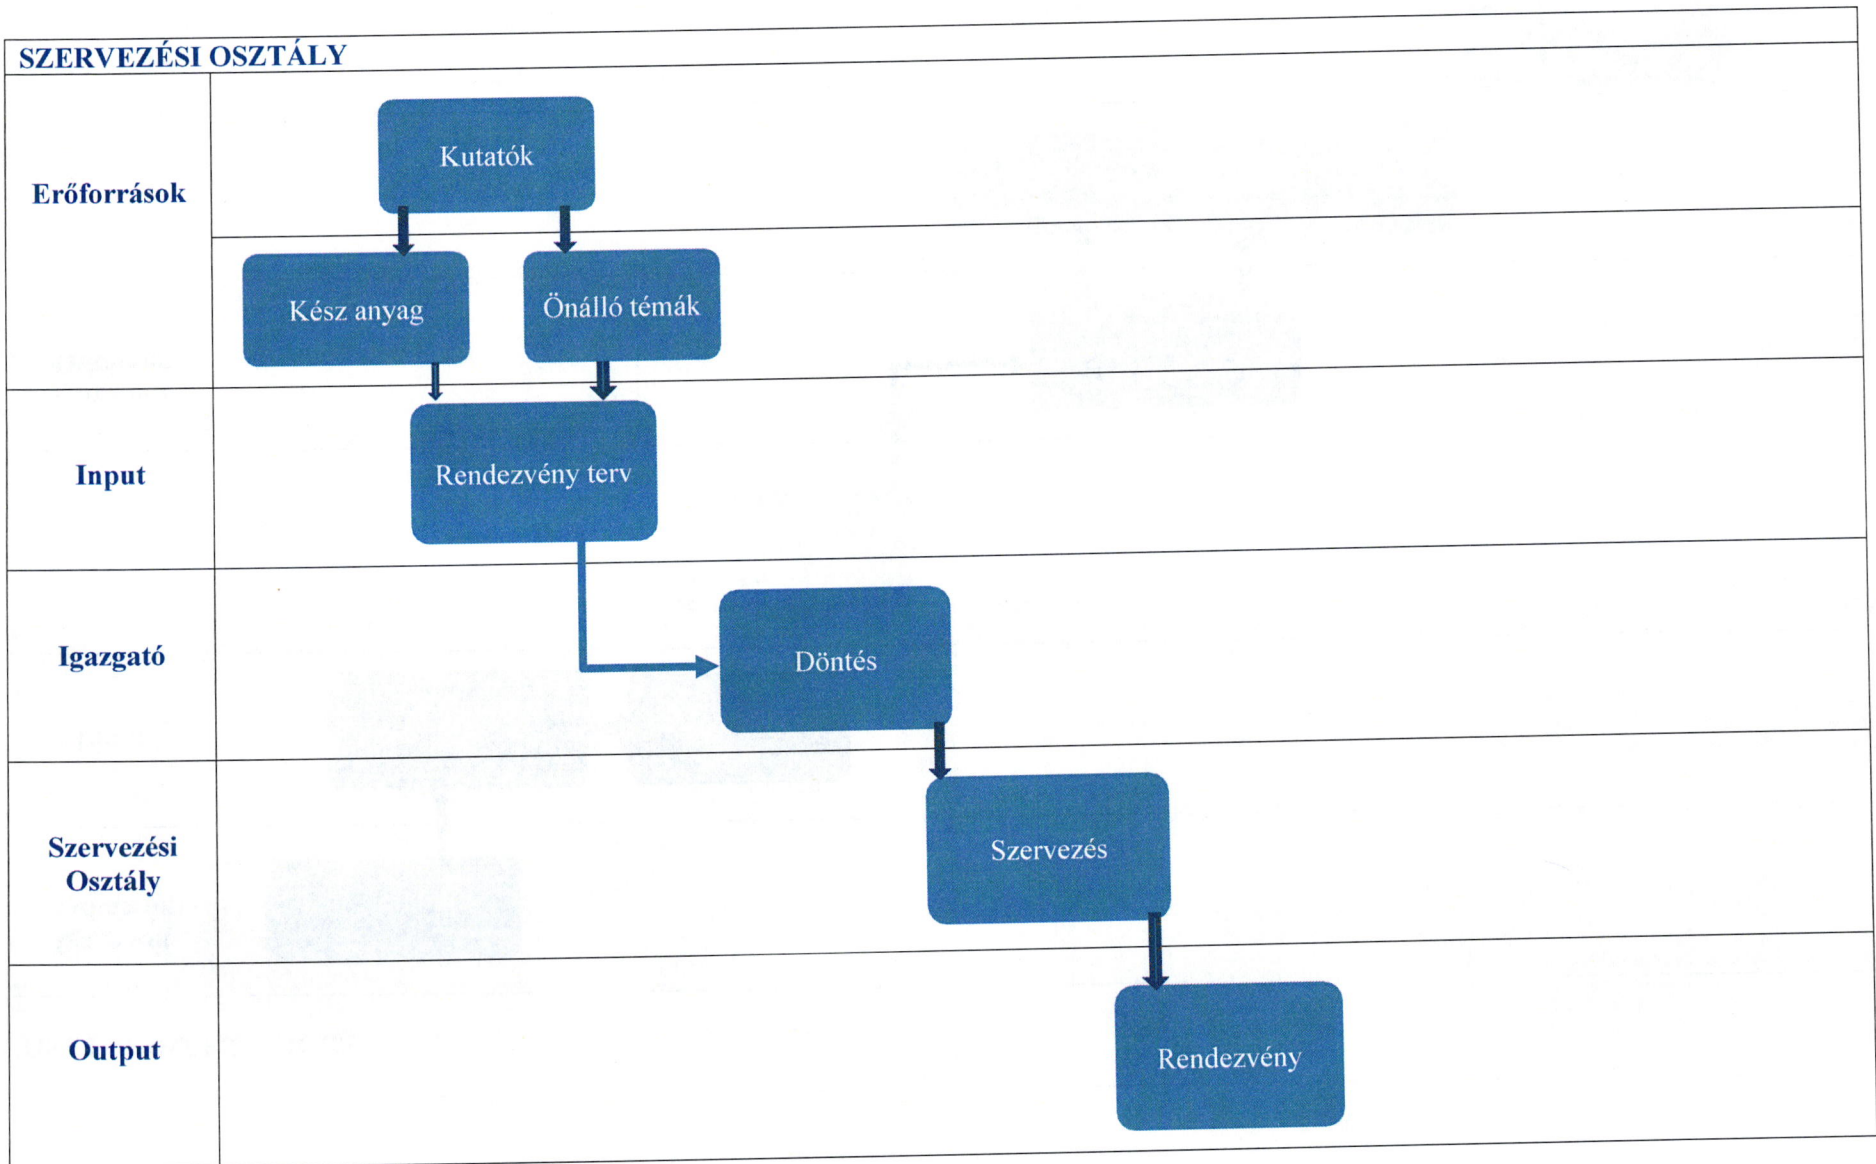 SZERVEZÉSI OSZTÁLY
Erőforrások
Kutatók
Kész anyag
Önálló témák
Input
Rendezvény terv
Igazgató
Döntés
Szervezési
Osztály
Szervezés
Output
Rendezvény